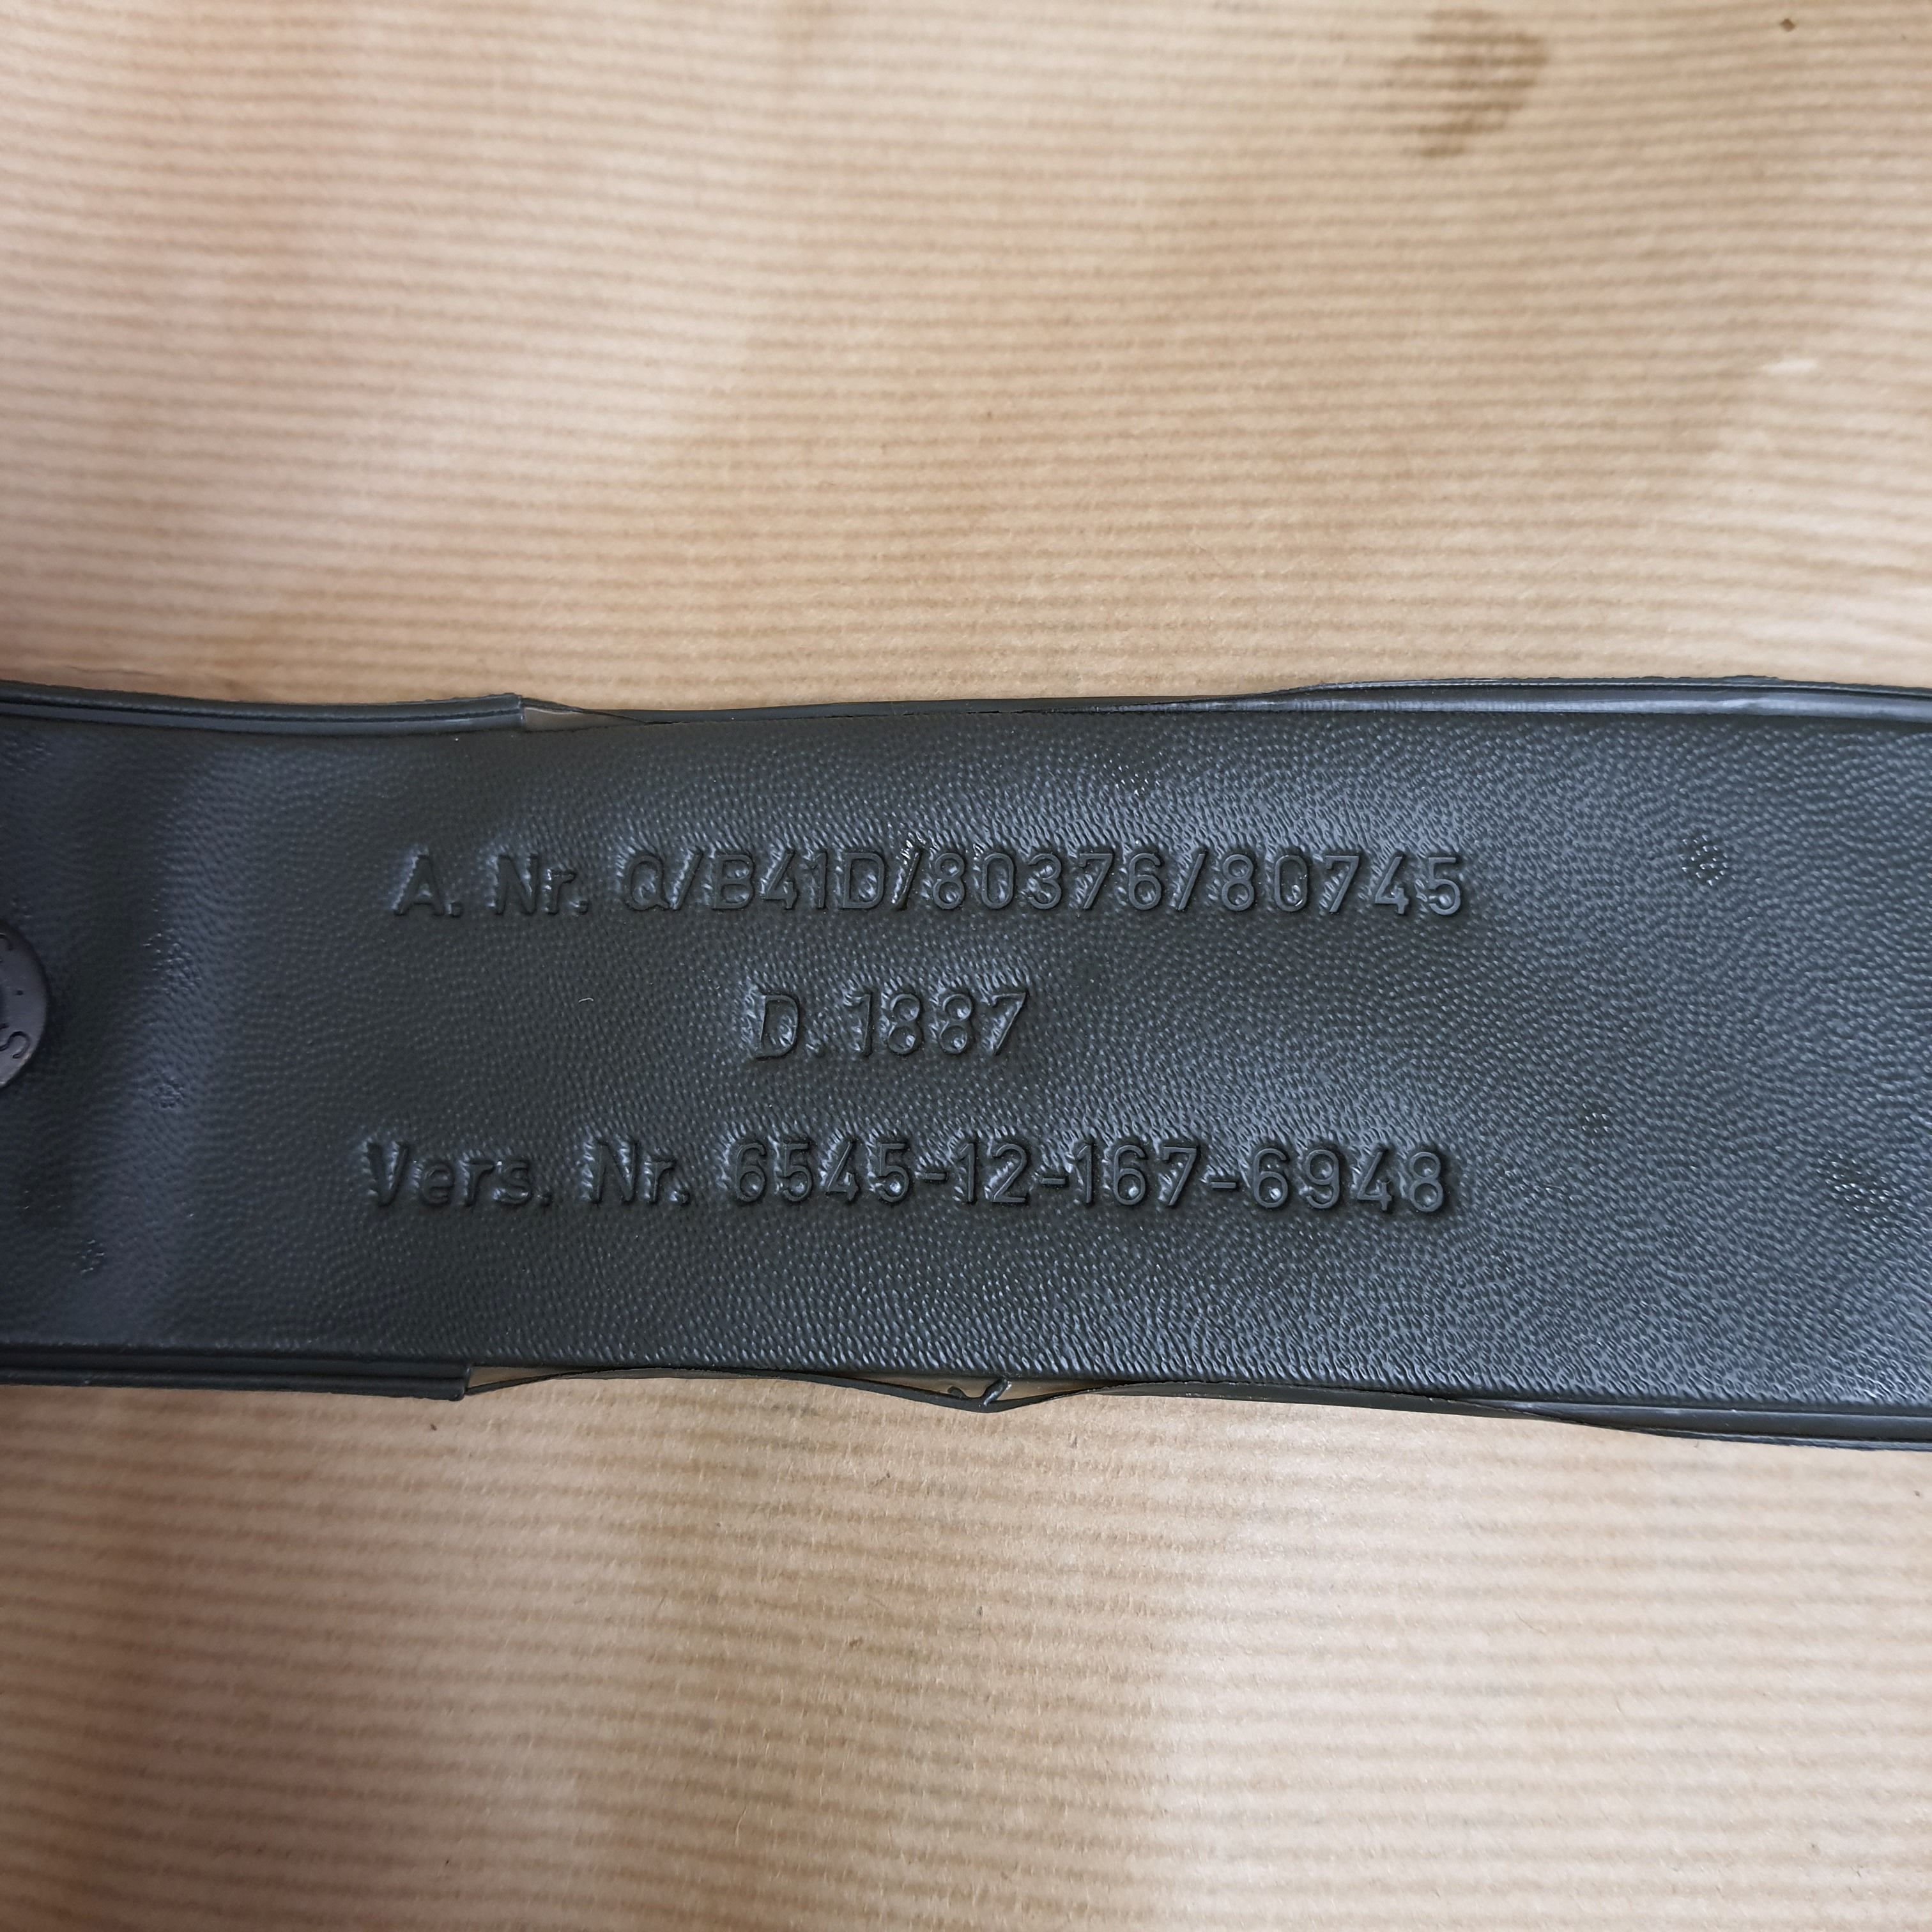 A. Nr. Q/B41D/80376/80745
D. 1887
Vers. Nr. 6545-12-167-6948